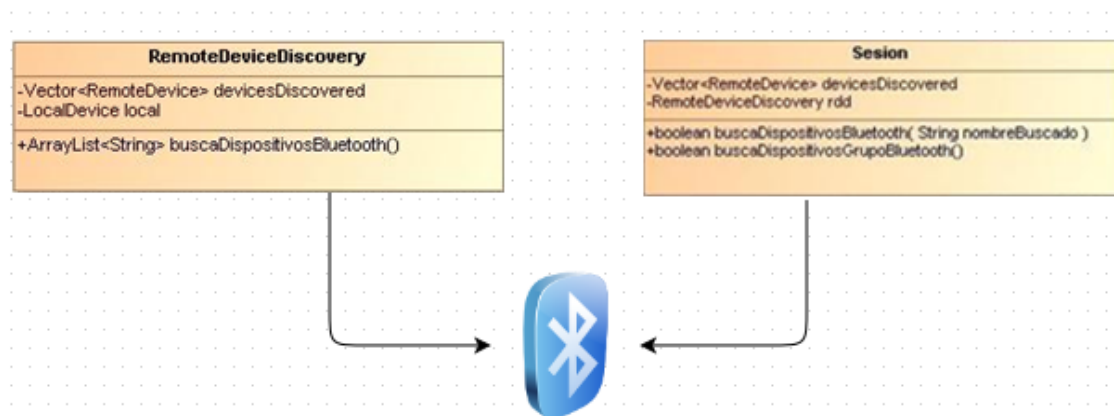 RemoteDeviceDiscovery
-Vector<RemoteDevice> devicesDiscovered
-LocalDevice local
+ArrayList<String> buscaDispositivosBluetooth()
Sesion
-Vector<RemoteDevice> devicesDiscovered
-RemoteDeviceDiscovery rdd
+boolean buscaDispositivosBluetooth( String nombreBuscado )
+boolean buscaDispositivosGrupoBluetooth()